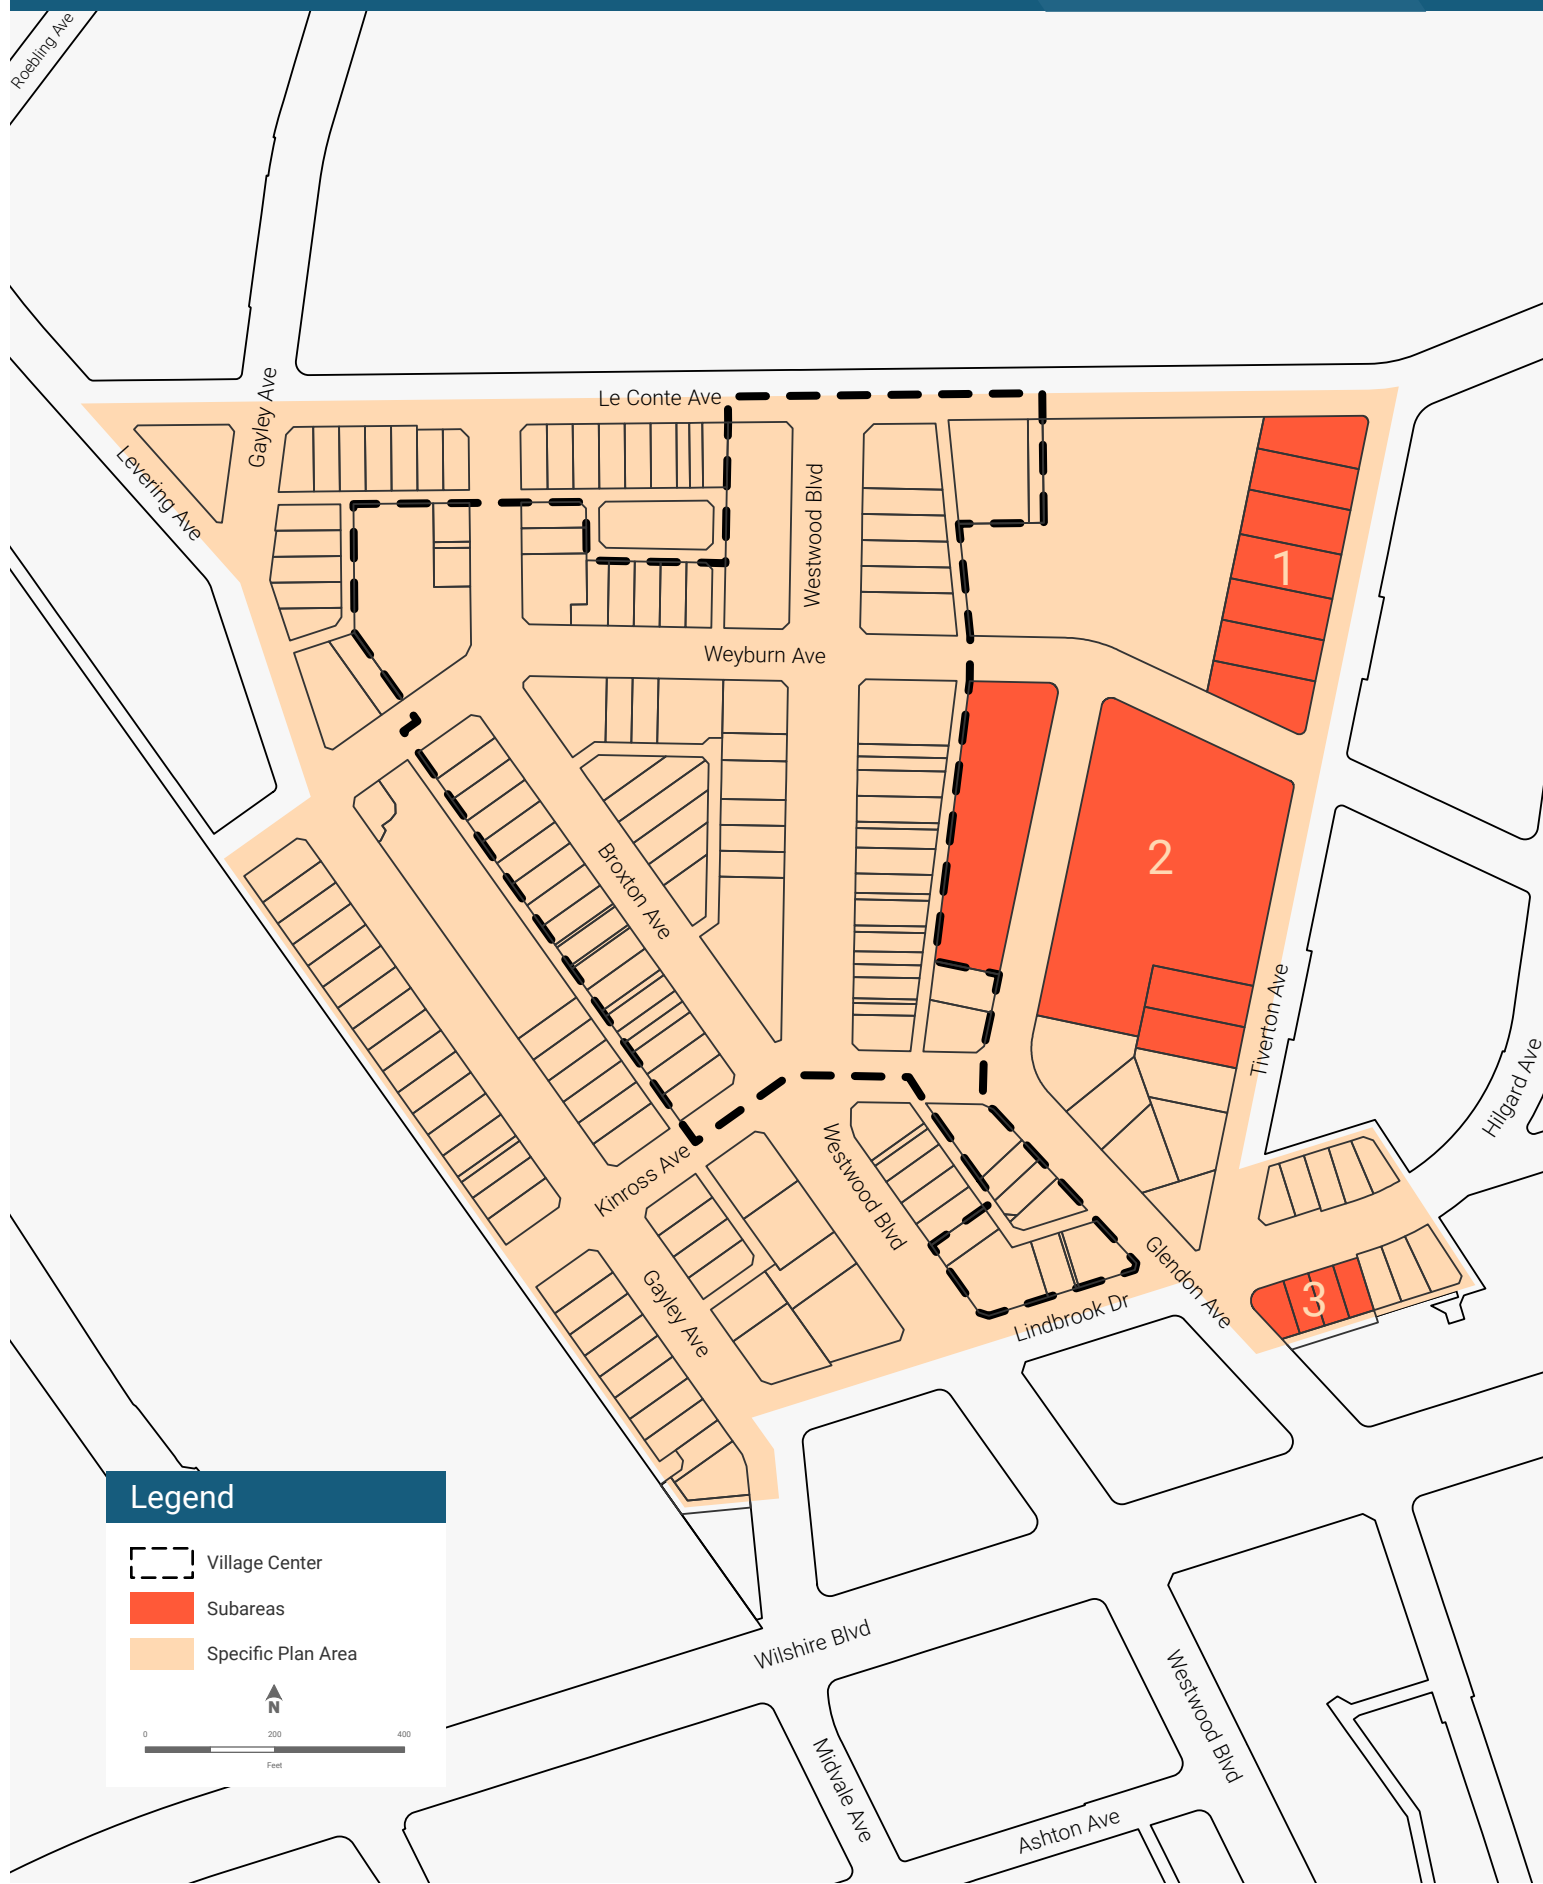 Roebling Ave
Gayley Ave
Le Conte Ave
Levering Ave
Westwood Blvd
1
Weyburn Ave
2
Broxton Ave
Tiverton Ave
Hilgard Ave
Kinross Ave
Westwood Blvd
Glendon Ave
Gayley Ave
Lindbrook Dr
3
Legend
Village Center
Subareas
Specific Plan Area
N
0 200 400
Feet
Wilshire Blvd
Westwood Blvd
Midvale Ave
Ashton Ave